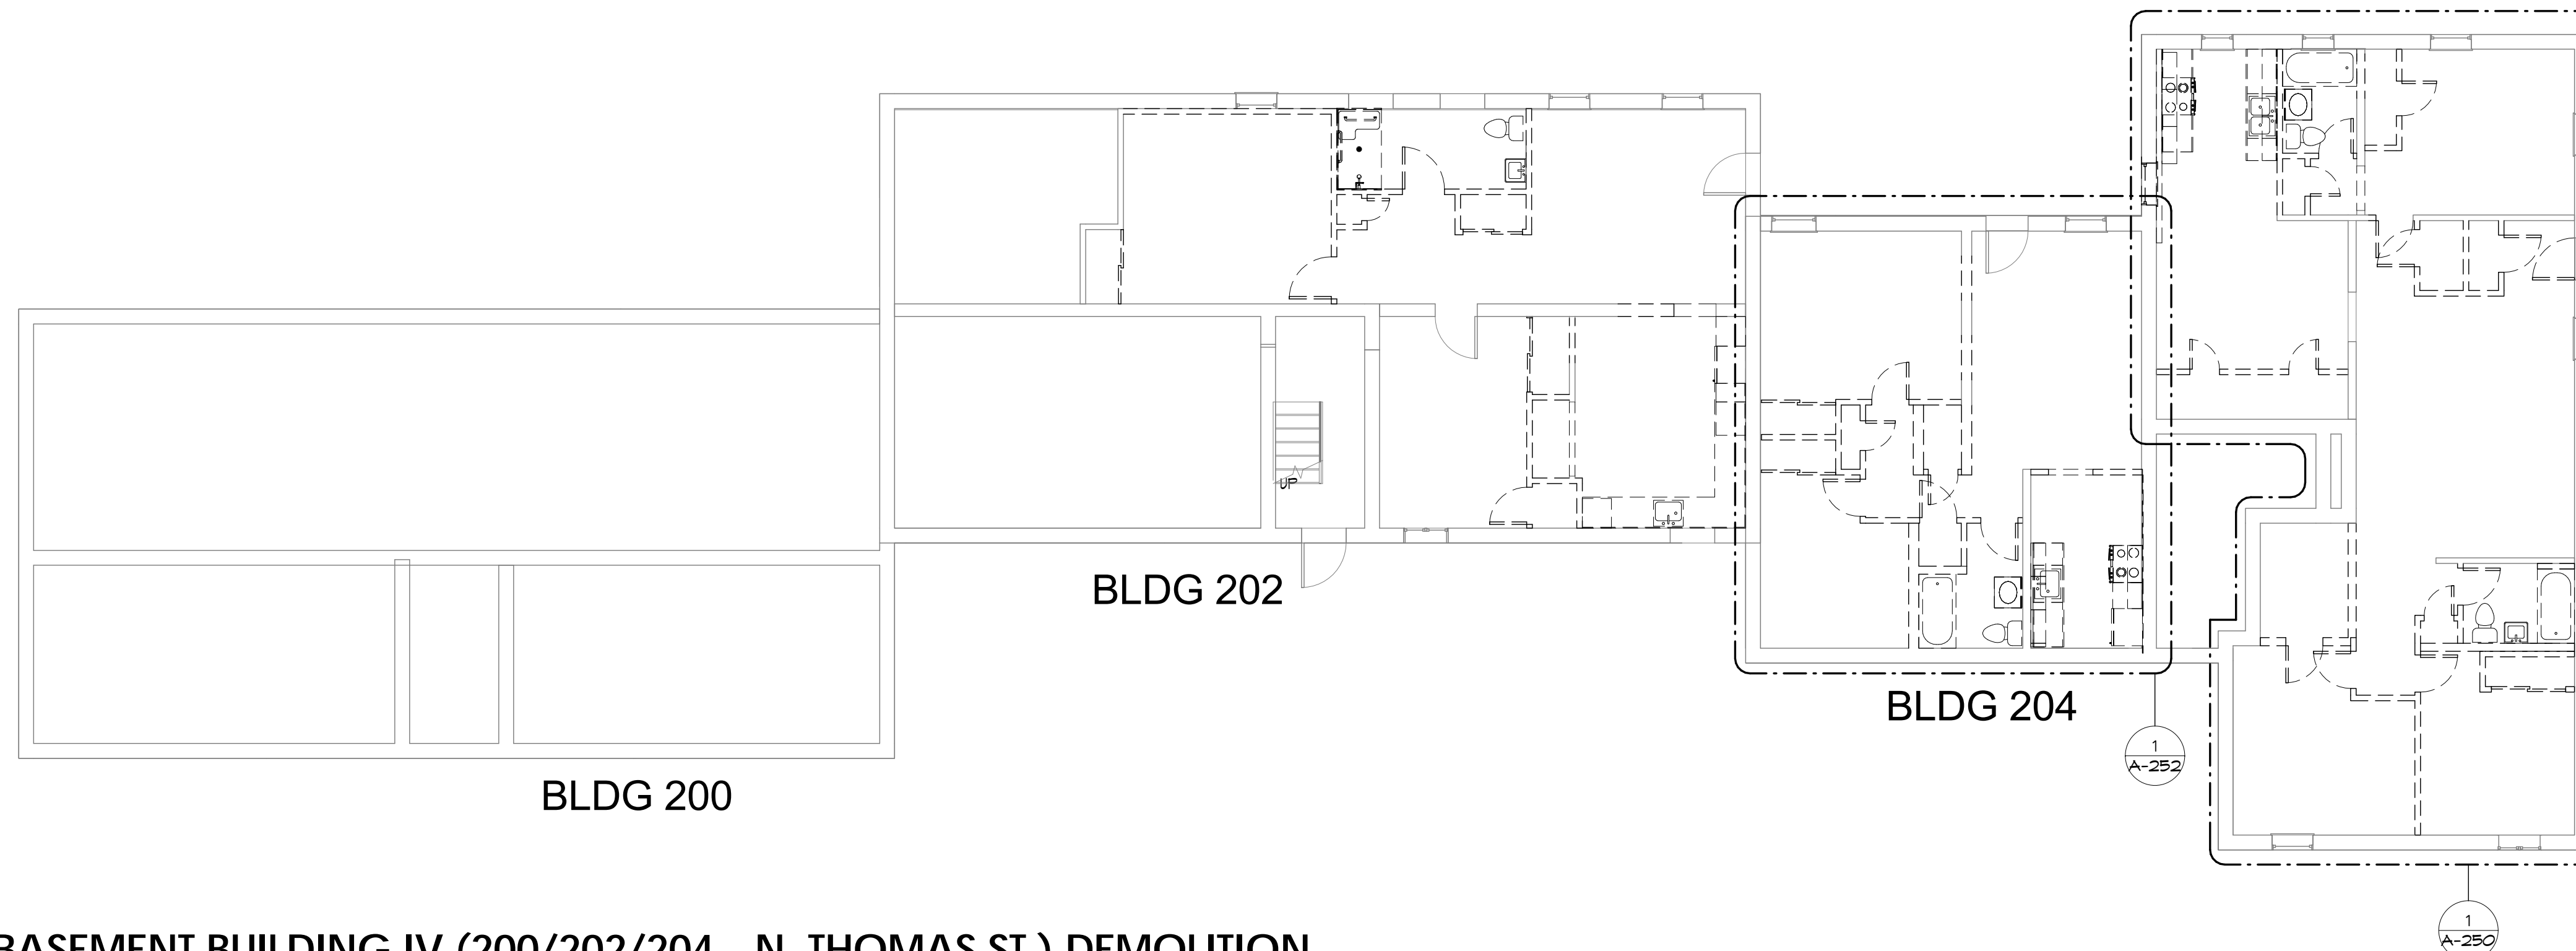 UP
BLDG 202
BLDG 204
1
A-252
BLDG 200
1
A-250
BASEMENT BUILDING IV (200/202/204 N. THOMAS ST.) DEMOLITION